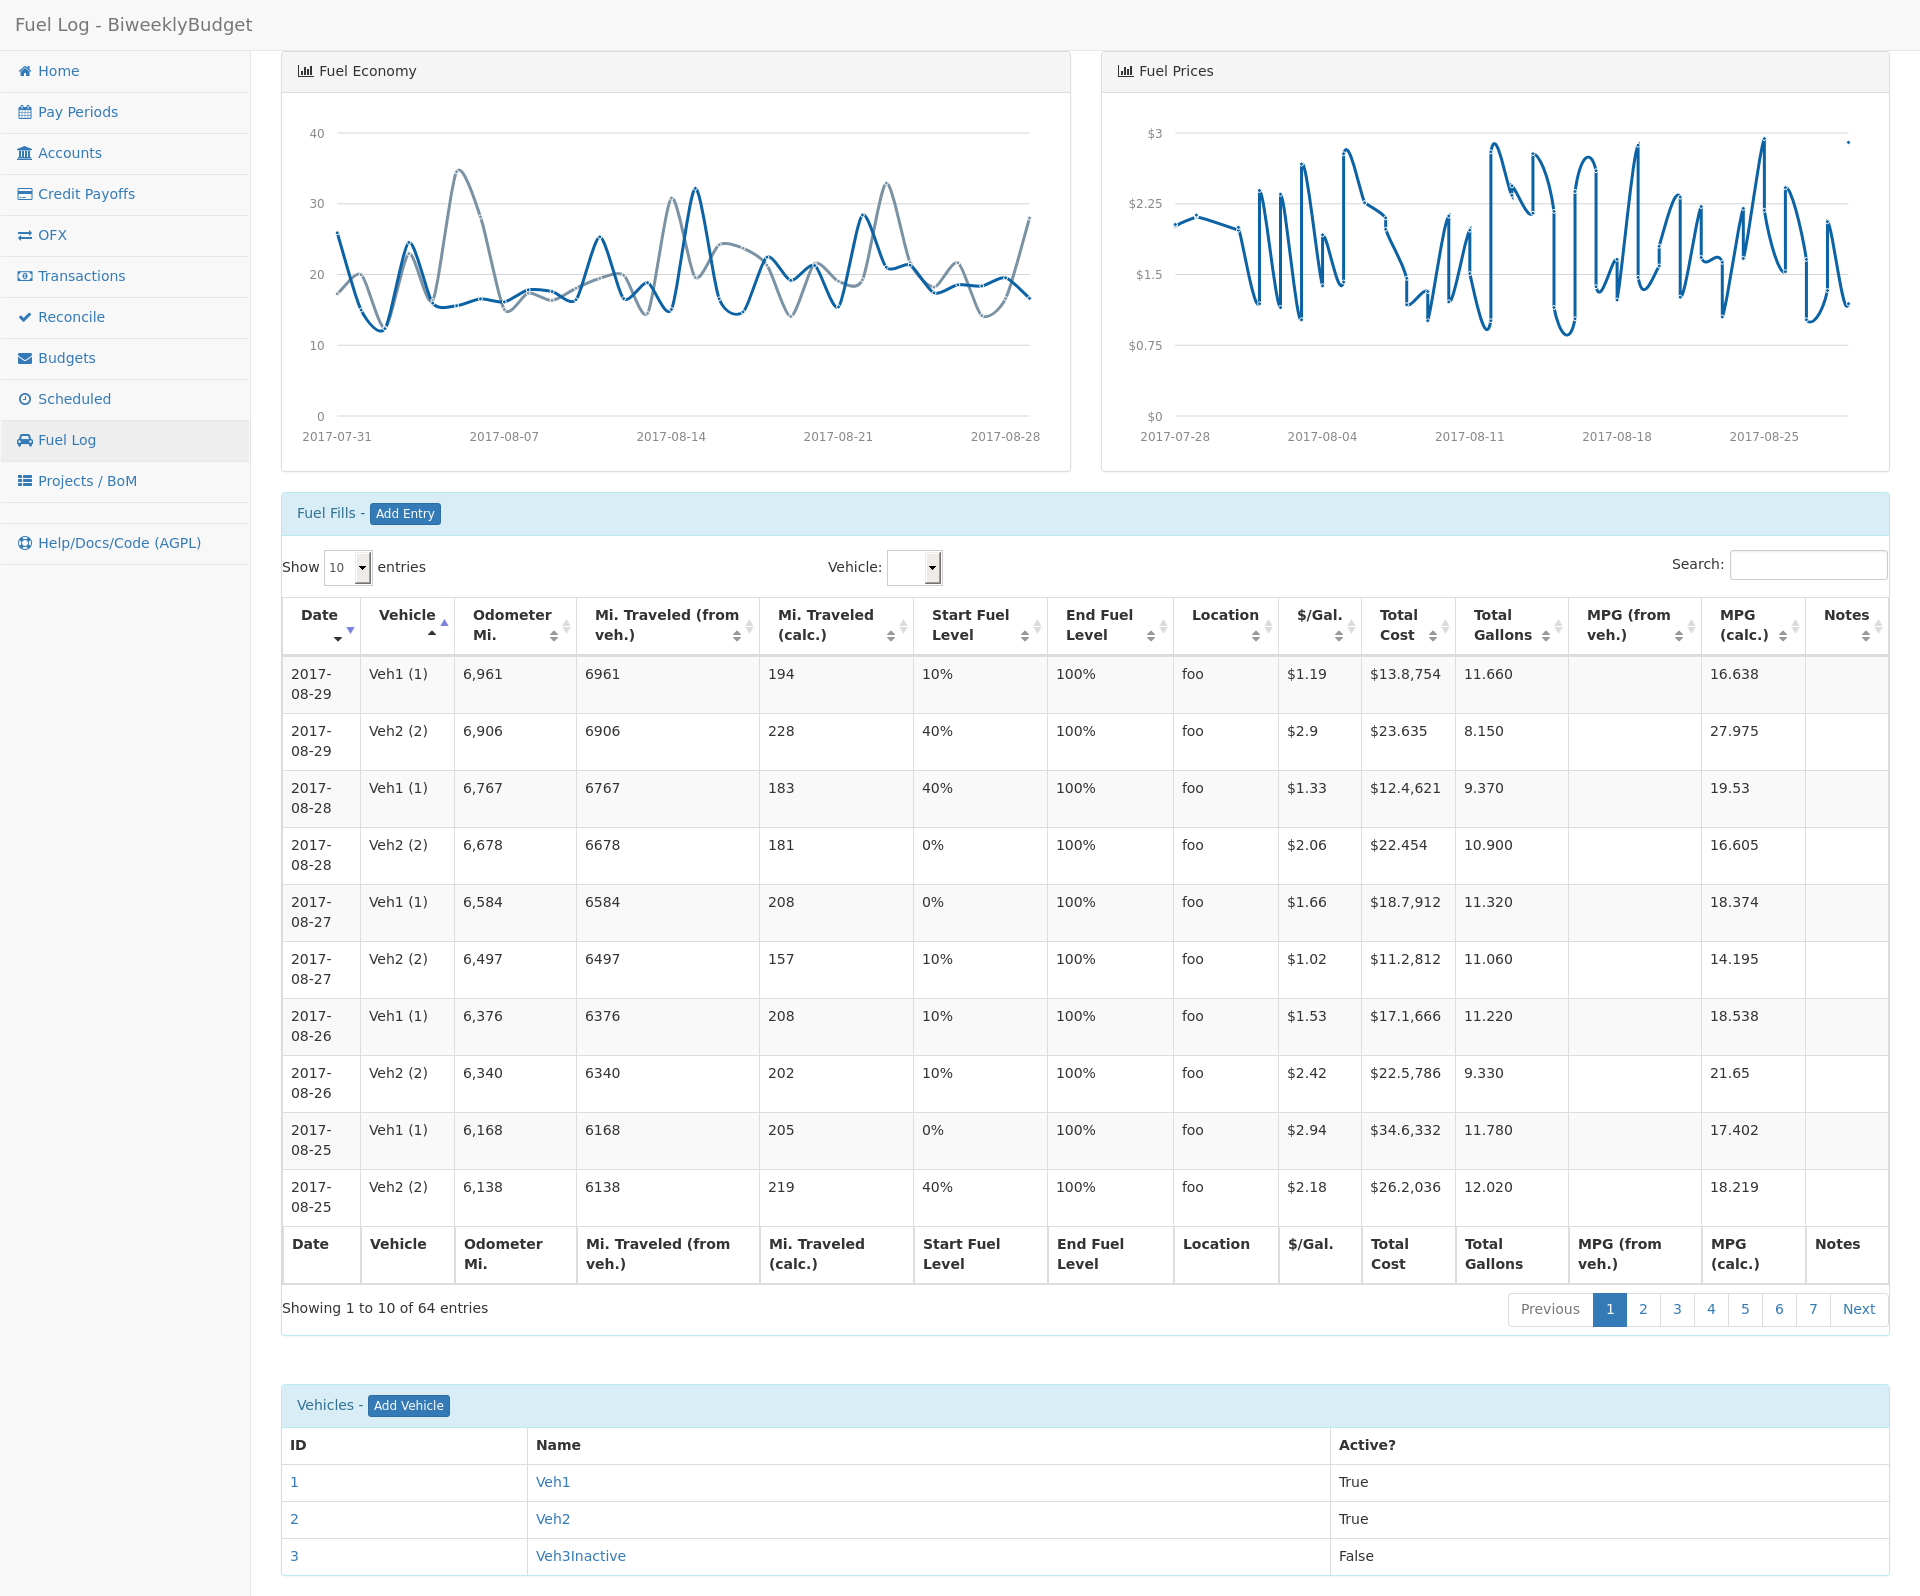 Fuel Log - BiweeklyBudget
Home
Pay Periods
Accounts
Credit Payoffs
OFX
Transactions
Reconcile
Budgets
Scheduled
Fuel Log
Projects / BoM
Help/Docs/Code (AGPL)
Fuel Economy
40
30
20
10
0
2017-07-31 2017-08-07 2017-08-14 2017-08-21 2017-08-28
Fuel Prices
$3
$2.25
$1.5
$0.75
$0
2017-07-28 2017-08-04 2017-08-11 2017-08-18 2017-08-25
Fuel Fills - Add Entry
Show 10 entries Vehicle: Search:
Date Vehicle Odometer Mi. Traveled (from Mi. Traveled Start Fuel End Fuel Location $/Gal. Total Total MPG (from MPG Notes
Mi. veh.) (calc.) Level Level Cost Gallons veh.) (calc.)
2017- Veh1 (1) 6,961 6961 194 10% 100% foo $1.19 $13.8,754 11.660 16.638
08-29
2017- Veh2 (2) 6,906 6906 228 40% 100% foo $2.9 $23.635 8.150 27.975
08-29
2017- Veh1 (1) 6,767 6767 183 40% 100% foo $1.33 $12.4,621 9.370 19.53
08-28
2017- Veh2 (2) 6,678 6678 181 0% 100% foo $2.06 $22.454 10.900 16.605
08-28
2017- Veh1 (1) 6,584 6584 208 0% 100% foo $1.66 $18.7,912 11.320 18.374
08-27
2017- Veh2 (2) 6,497 6497 157 10% 100% foo $1.02 $11.2,812 11.060 14.195
08-27
2017- Veh1 (1) 6,376 6376 208 10% 100% foo $1.53 $17.1,666 11.220 18.538
08-26
2017- Veh2 (2) 6,340 6340 202 10% 100% foo $2.42 $22.5,786 9.330 21.65
08-26
2017- Veh1 (1) 6,168 6168 205 0% 100% foo $2.94 $34.6,332 11.780 17.402
08-25
2017- Veh2 (2) 6,138 6138 219 40% 100% foo $2.18 $26.2,036 12.020 18.219
08-25
Date Vehicle Odometer Mi. Traveled (from Mi. Traveled Start Fuel End Fuel Location $/Gal. Total Total MPG (from MPG Notes
Mi. veh.) (calc.) Level Level Cost Gallons veh.) (calc.)
Showing 1 to 10 of 64 entries Previous 1 2 3 4 5 6 7 Next
Vehicles - Add Vehicle
ID Name Active?
1 Veh1 True
2 Veh2 True
3 Veh3Inactive False